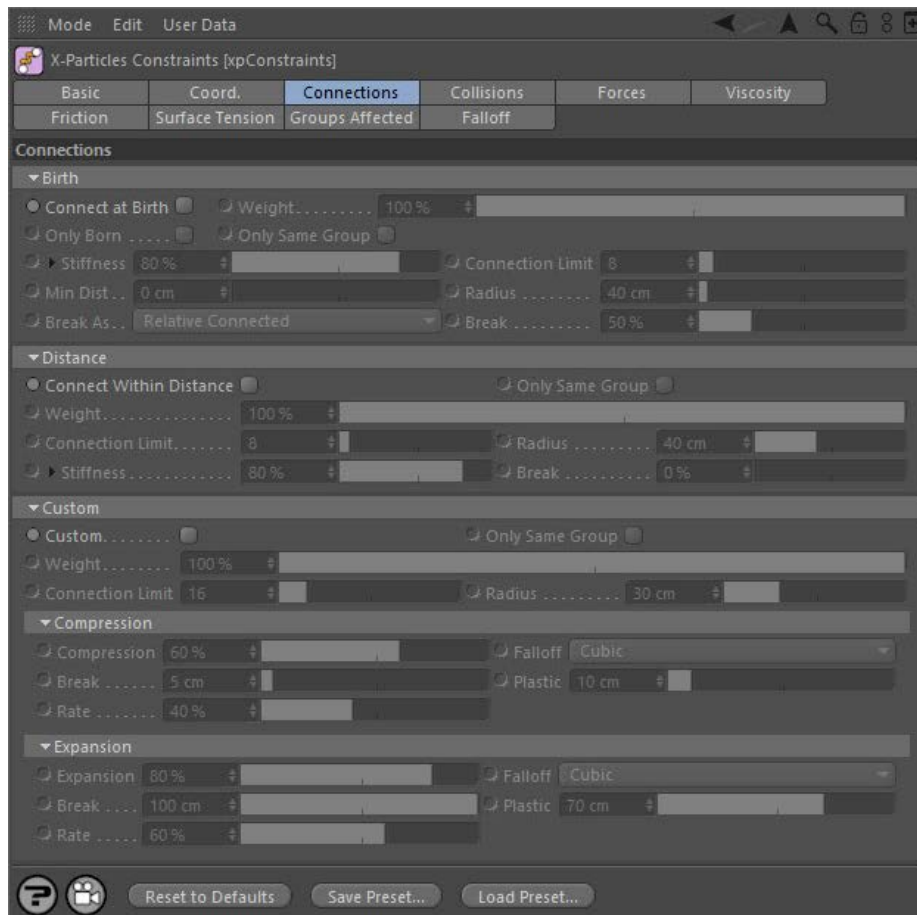 Mode Edit User Data
X-Particles Constraints [xpConstraints]
Basic Coord. Connections Collisions Forces Viscosity
Friction Surface Tension Groups Affected Falloff
Connections
Birth
Connect at Birth Weight......... 100 %
Only Born ..... Only Same Group
Stiffness 80 % Connection Limit 8
Min Dist.. 0 cm Radius ........ 40 cm
Break As.. Relative Connected Break ......... 50 %
Distance
Connect Within Distance Only Same Group
Weight............... 100 %
Connection Limit....... 8 Radius .......... 40 cm
Stiffness............ 80 % Break .......... 0 %
Custom
Custom........ Only Same Group
Weight......... 100 %
Connection Limit 16 Radius ......... 30 cm
Compression
Compression 60 % Falloff Cubic
Break ...... 5 cm Plastic 10 cm
Rate ....... 40 %
Expansion
Expansion 80 % Falloff Cubic
Break .... 100 cm Plastic 70 cm
Rate ..... 60 %
? Reset to Defaults Save Preset... Load Preset...